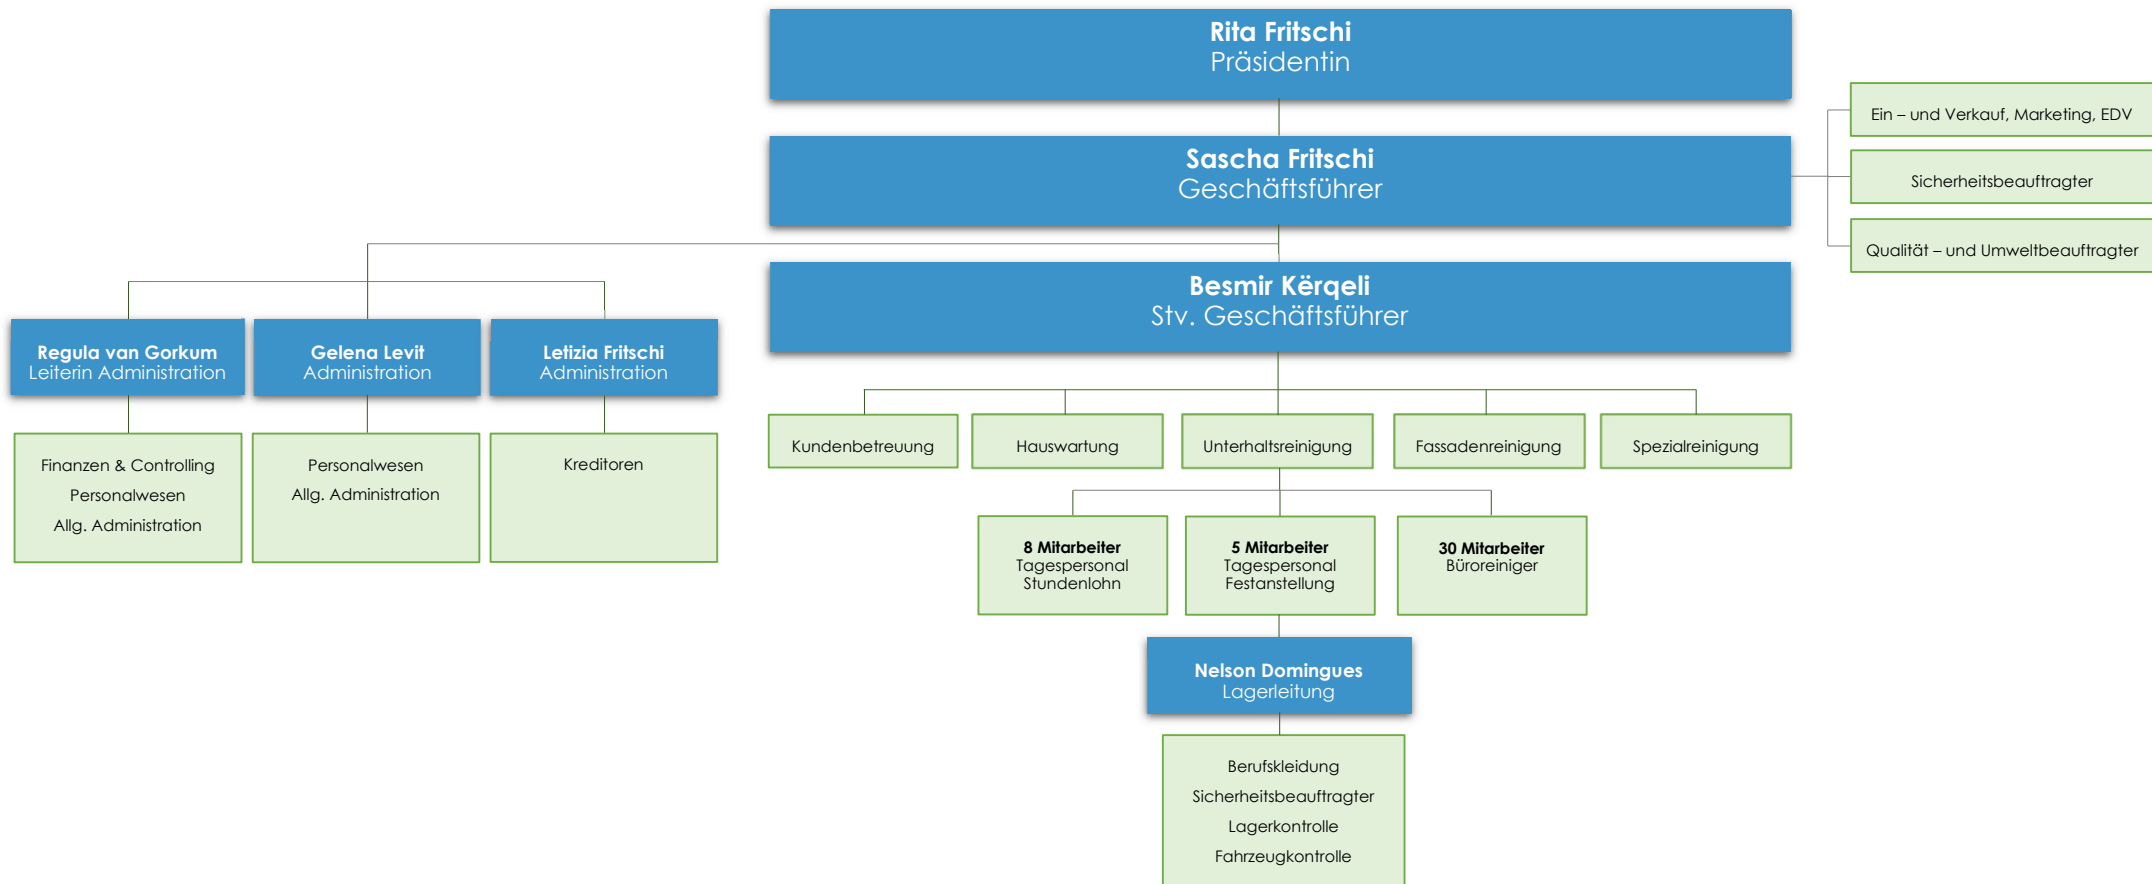 Rita Fritschi
Präsidentin
Ein – und Verkauf, Marketing, EDV
Sascha Fritschi
Geschäftsführer
Sicherheitsbeauftragter
Qualität – und Umweltbeauftragter
Besmir Kërqeli
Stv. Geschäftsführer
Regula van Gorkum
Leiterin Administration
Gelena Levit
Administration
Letizia Fritschi
Administration
Finanzen & Controlling
Personalwesen
Allg. Administration
Personalwesen
Allg. Administration
Kreditoren
Kundenbetreuung
Hauswartung
Unterhaltsreinigung
Fassadenreinigung
Spezialreinigung
8 Mitarbeiter
Tagespersonal
Stundenlohn
5 Mitarbeiter
Tagespersonal
Festanstellung
30 Mitarbeiter
Büroreiniger
Nelson Domingues
Lagerleitung
Berufskleidung
Sicherheitsbeauftragter
Lagerkontrolle
Fahrzeugkontrolle